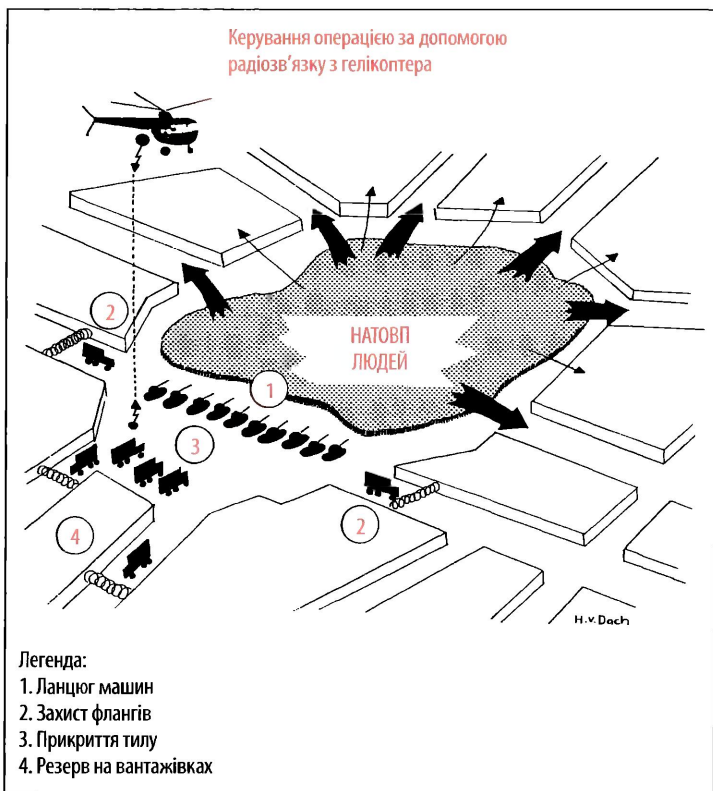 Керування операцією за допомогою
радіозв'язку з гелікоптера
2
НАТОВП
ЛЮДЕЙ
1
3
4
2
H.v.Dach
Легенда:
1. Ланцюг машин
2. Захист флангів
3. Прикриття тилу
4. Резерв на вантажівках